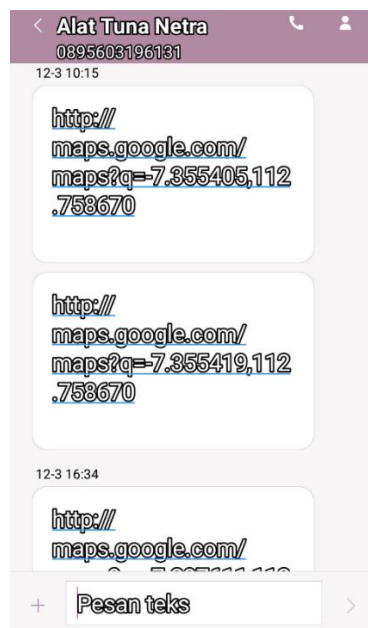 Alat Tuna Netra
0895603196131
12-3 10:15
http://
maps.google.com/
maps?q=-7.355405,112
.758670
http://
maps.google.com/
maps?q=-7.355419,112
.758670
12-3 16:34
http://
maps.google.com/
Pesan teks